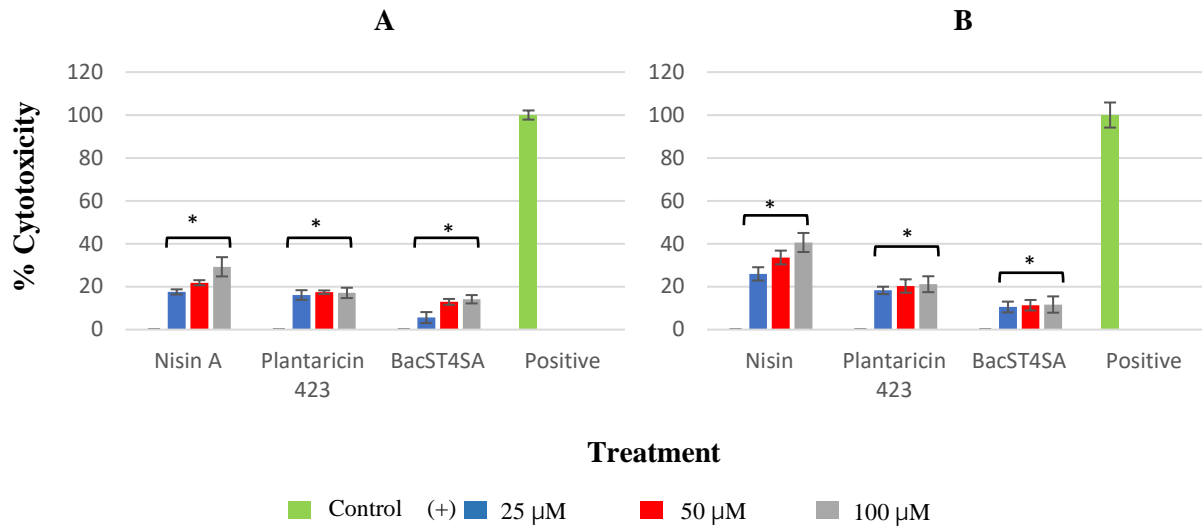 A B
120 120
100 100
80 80
60 60
40 40
20 20
0 0
% Cytotoxicity
* * * * * *
Nisin A Plantaricin BacST4SA Positive Nisin Plantaricin BacST4SA Positive
423 423
Treatment
Control (+) 25 µM 50 µM 100 µM